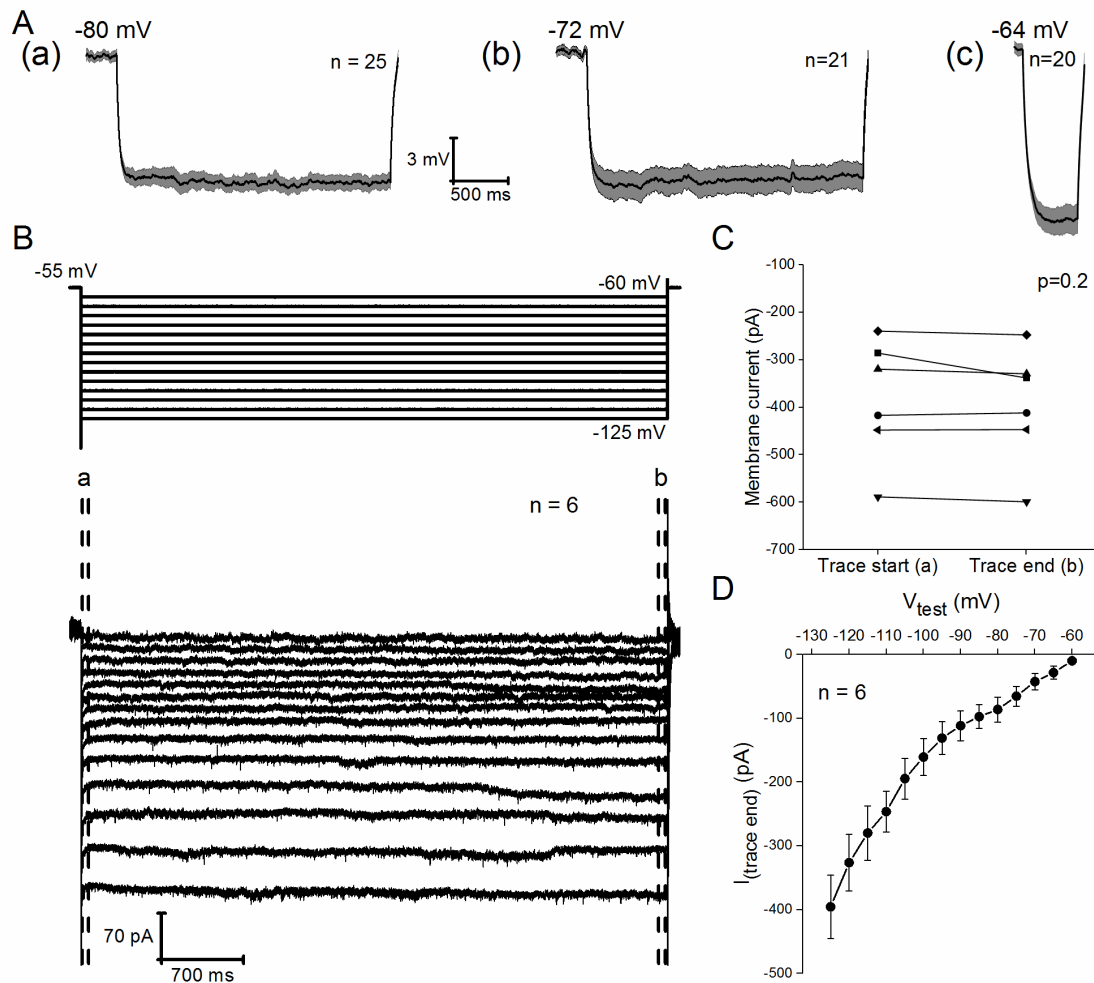 A
-80 mV
(a)
n = 25
-72 mV
(b)
n=21
-64 mV
(c)
n=20
3 mV
500 ms
B
-55 mV
-60 mV
-125 mV
a
b
n = 6
70 pA
700 ms
C
-100
-200
-300
-400
-500
-600
-700
Membrane current (pA)
p=0.2
Trace start (a)
Trace end (b)
D
Vtest (mV)
-130 -120 -110 -100 -90 -80 -70 -60
0
-100
-200
-300
-400
-500
I(trace end) (pA)
n = 6